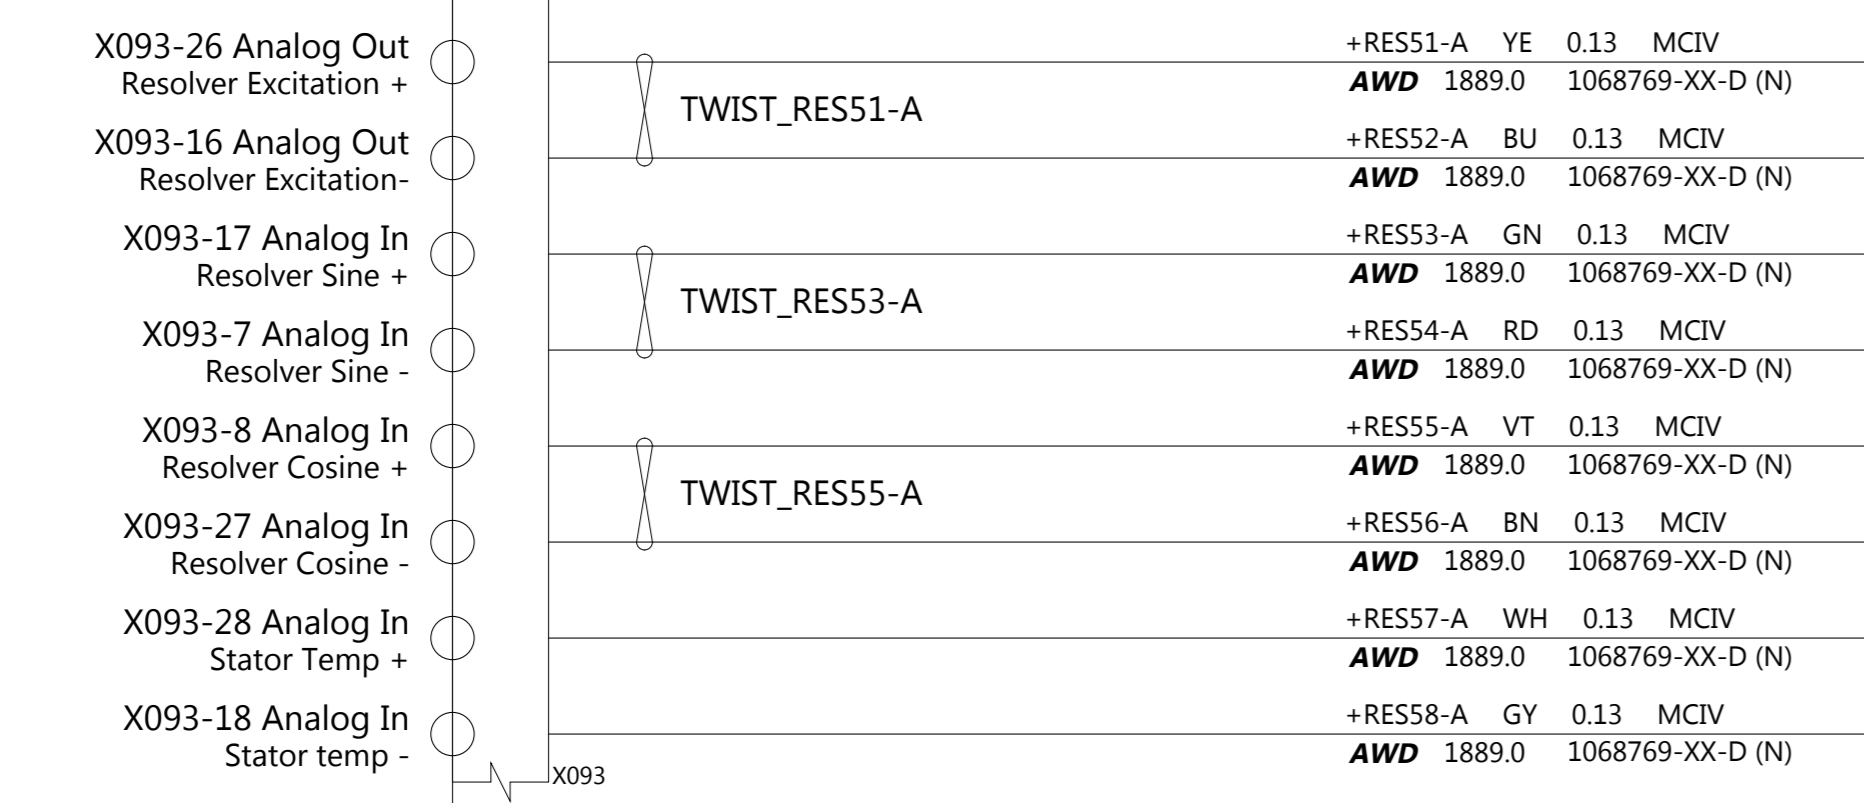 X093-26 Analog Out
Resolver Excitation +
+RES51-A YE 0.13 MCIV
AWD 1889.0 1068769-XX-D (N)
TWIST_RES51-A
X093-16 Analog Out
Resolver Excitation-
+RES52-A BU 0.13 MCIV
AWD 1889.0 1068769-XX-D (N)
X093-17 Analog In
Resolver Sine +
+RES53-A GN 0.13 MCIV
AWD 1889.0 1068769-XX-D (N)
TWIST_RES53-A
X093-7 Analog In
Resolver Sine -
+RES54-A RD 0.13 MCIV
AWD 1889.0 1068769-XX-D (N)
X093-8 Analog In
Resolver Cosine +
+RES55-A VT 0.13 MCIV
AWD 1889.0 1068769-XX-D (N)
TWIST_RES55-A
X093-27 Analog In
Resolver Cosine -
+RES56-A BN 0.13 MCIV
AWD 1889.0 1068769-XX-D (N)
X093-28 Analog In
Stator Temp +
+RES57-A WH 0.13 MCIV
AWD 1889.0 1068769-XX-D (N)
X093-18 Analog In
Stator temp -
+RES58-A GY 0.13 MCIV
AWD 1889.0 1068769-XX-D (N)
X093